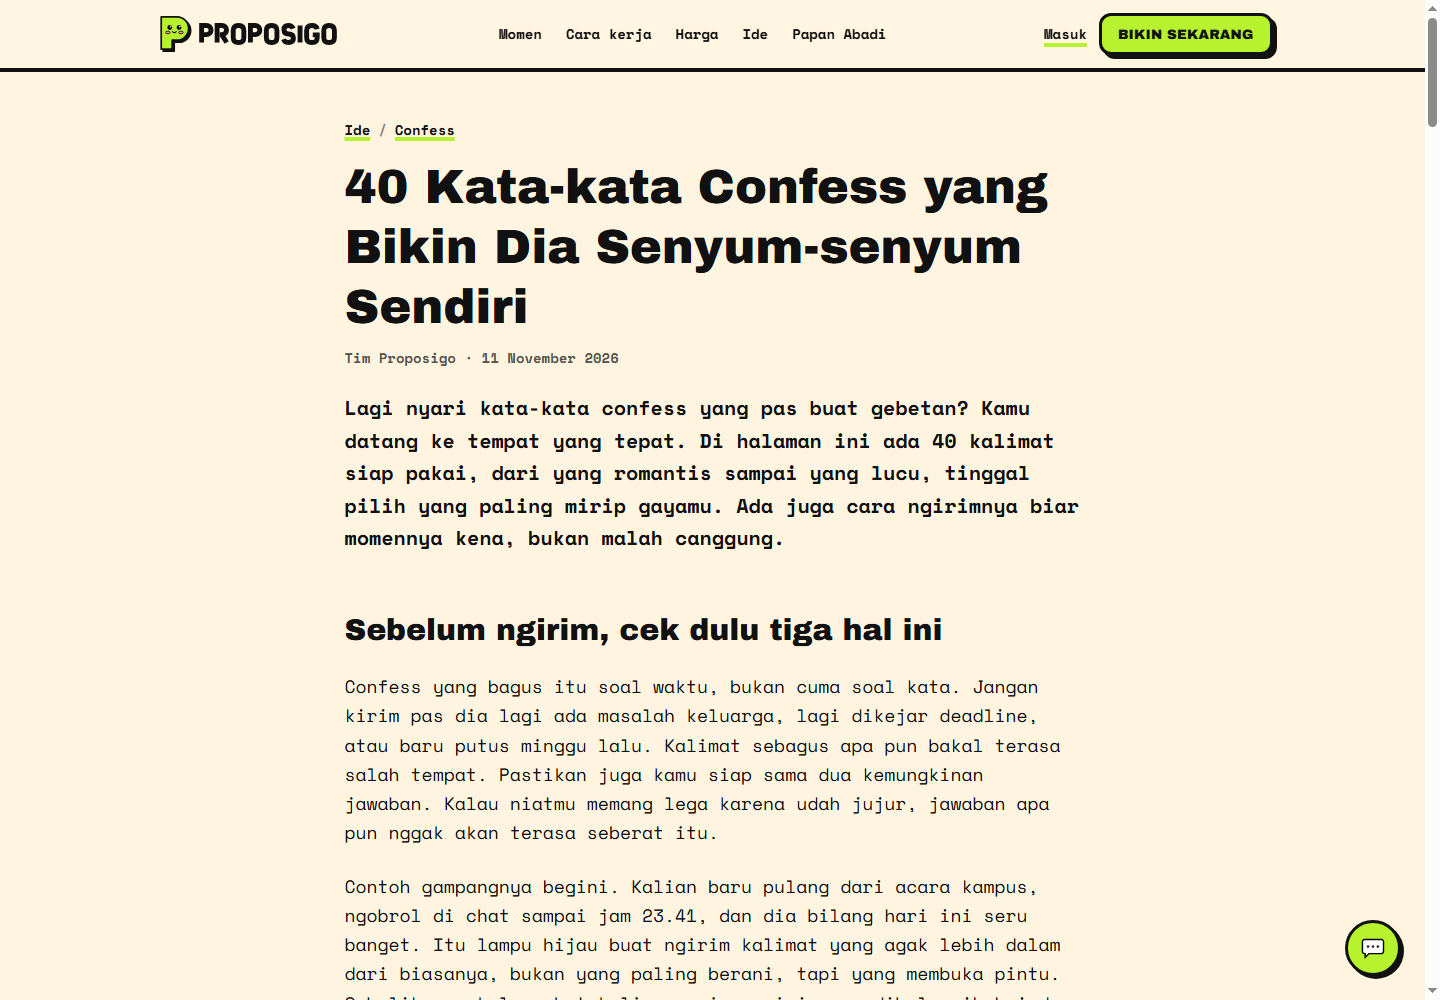 PROPOSIGO
Momen
Cara kerja
Harga
Ide
Papan Abadi
Masuk
BIKIN SEKARANG
Ide / Confess
40 Kata-kata Confess yang
Bikin Dia Senyum-senyum
Sendiri
Tim Proposigo · 11 November 2026
Lagi nyari kata-kata confess yang pas buat gebetan? Kamu
datang ke tempat yang tepat. Di halaman ini ada 40 kalimat
siap pakai, dari yang romantis sampai yang lucu, tinggal
pilih yang paling mirip gayamu. Ada juga cara ngirimnya biar
momennya kena, bukan malah canggung.
Sebelum ngirim, cek dulu tiga hal ini
Confess yang bagus itu soal waktu, bukan cuma soal kata. Jangan
kirim pas dia lagi ada masalah keluarga, lagi dikejar deadline,
atau baru putus minggu lalu. Kalimat sebagus apa pun bakal terasa
salah tempat. Pastikan juga kamu siap sama dua kemungkinan
jawaban. Kalau niatmu memang lega karena udah jujur, jawaban apa
pun nggak akan terasa seberat itu.
Contoh gampangnya begini. Kalian baru pulang dari acara kampus,
ngobrol di chat sampai jam 23.41, dan dia bilang hari ini seru
banget. Itu lampu hijau buat ngirim kalimat yang agak lebih dalam
dari biasanya, bukan yang paling berani, tapi yang membuka pintu.